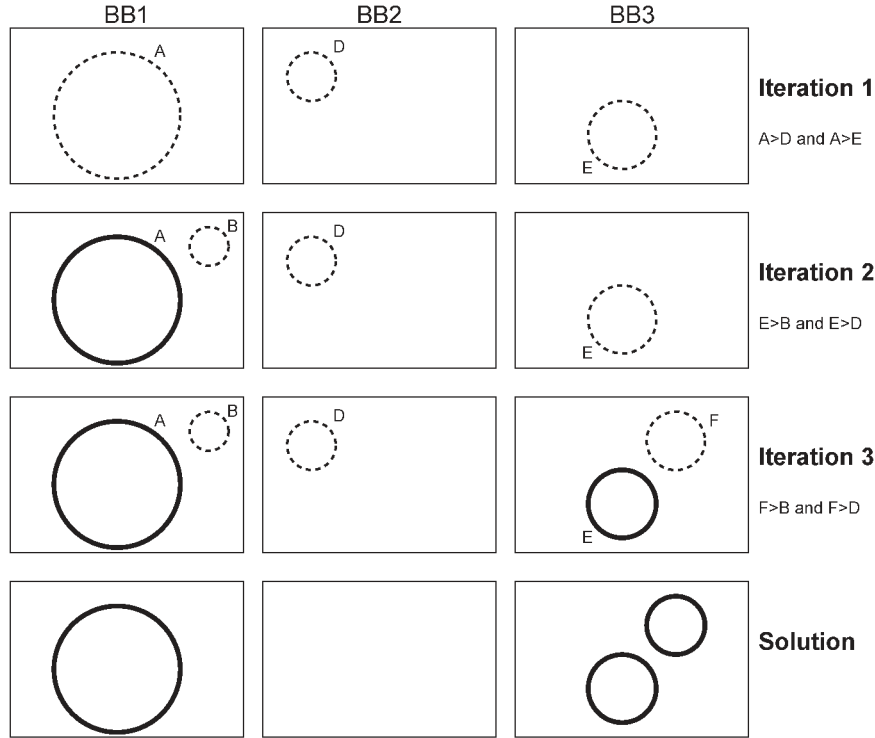 BB1 BB2 BB3
A D E
Iteration 1
A>D and A>E
A B D E
Iteration 2
E>B and E>D
A B D F E
Iteration 3
F>B and F>D
Solution